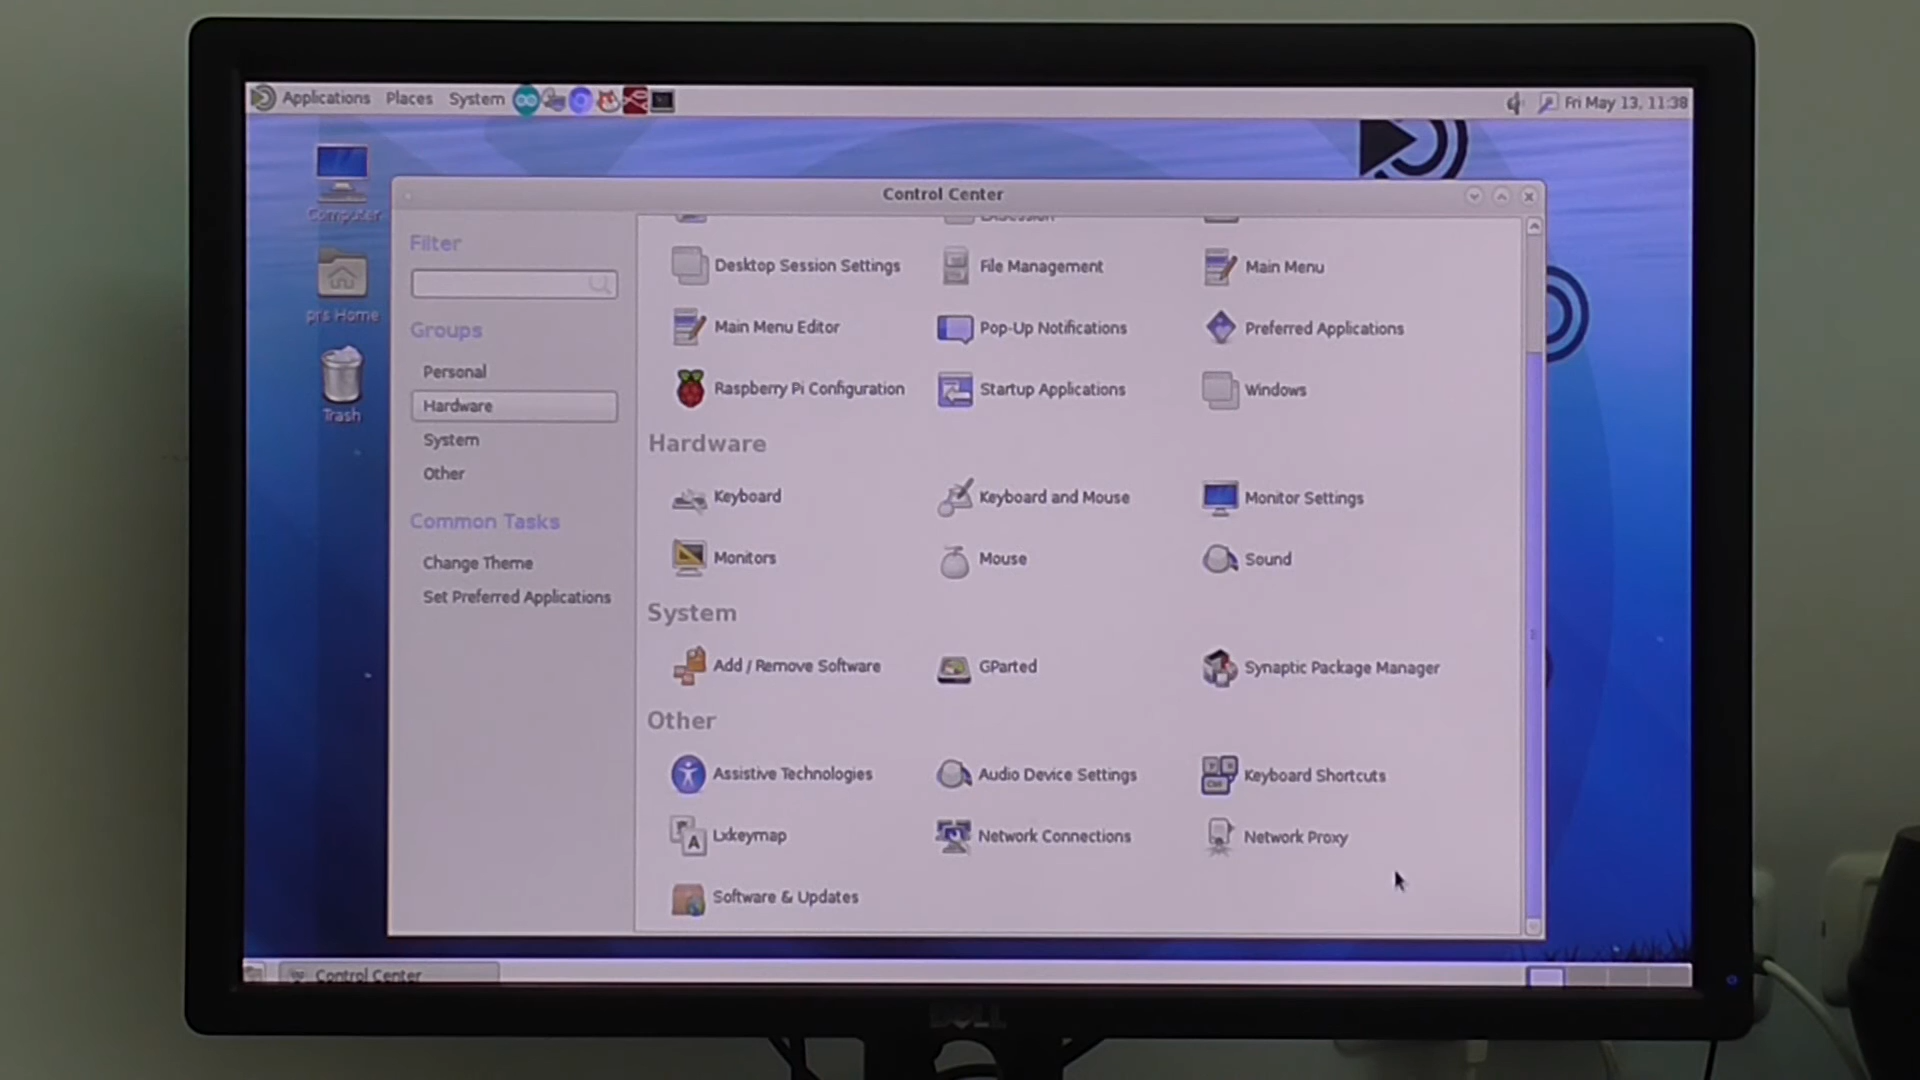 Applications Places System
Fri May 13, 11:38
Computer
prs Home
Trash
Control Center
Filter
Groups
Personal
Hardware
System
Other
Common Tasks
Change Theme
Set Preferred Applications
Desktop Session Settings File Management Main Menu
Main Menu Editor Pop-Up Notifications Preferred Applications
Raspberry Pi Configuration Startup Applications Windows
Hardware
Keyboard Keyboard and Mouse Monitor Settings
Monitors Mouse Sound
System
Add / Remove Software GParted Synaptic Package Manager
Other
Assistive Technologies Audio Device Settings Keyboard Shortcuts
Lxkeymap Network Connections Network Proxy
Software & Updates
Control Center
DELL